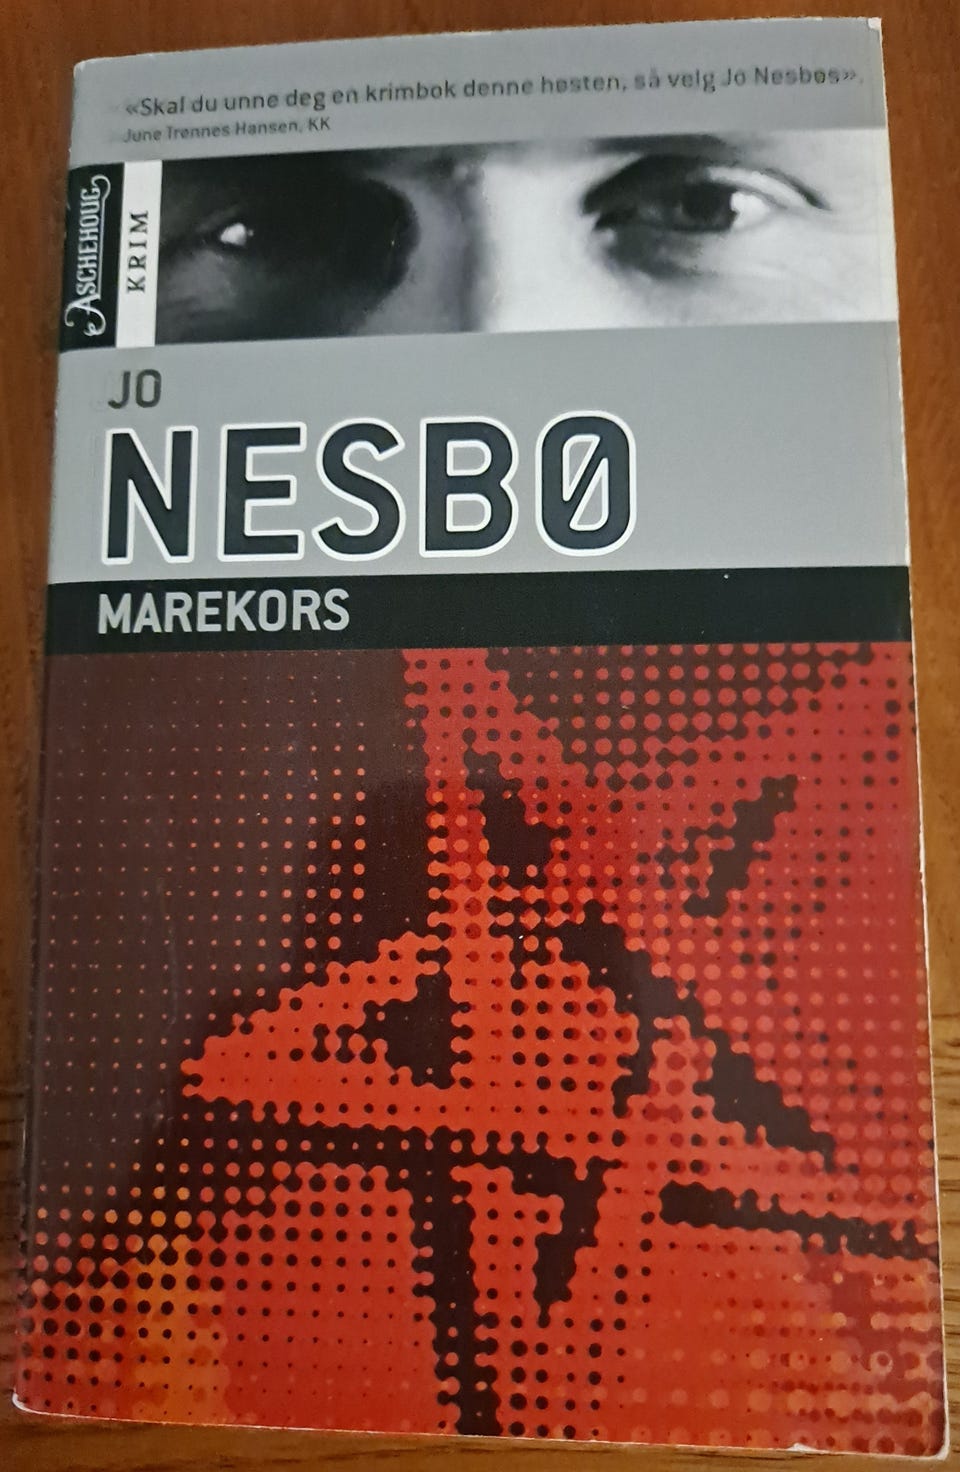 «Skal du unne deg en krimbok denne høsten, så velg Jo Nesbøs».
June Trønnes Hansen, KK
ASCHEHOUG
KRIM
JO
NESBØ
MAREKORS